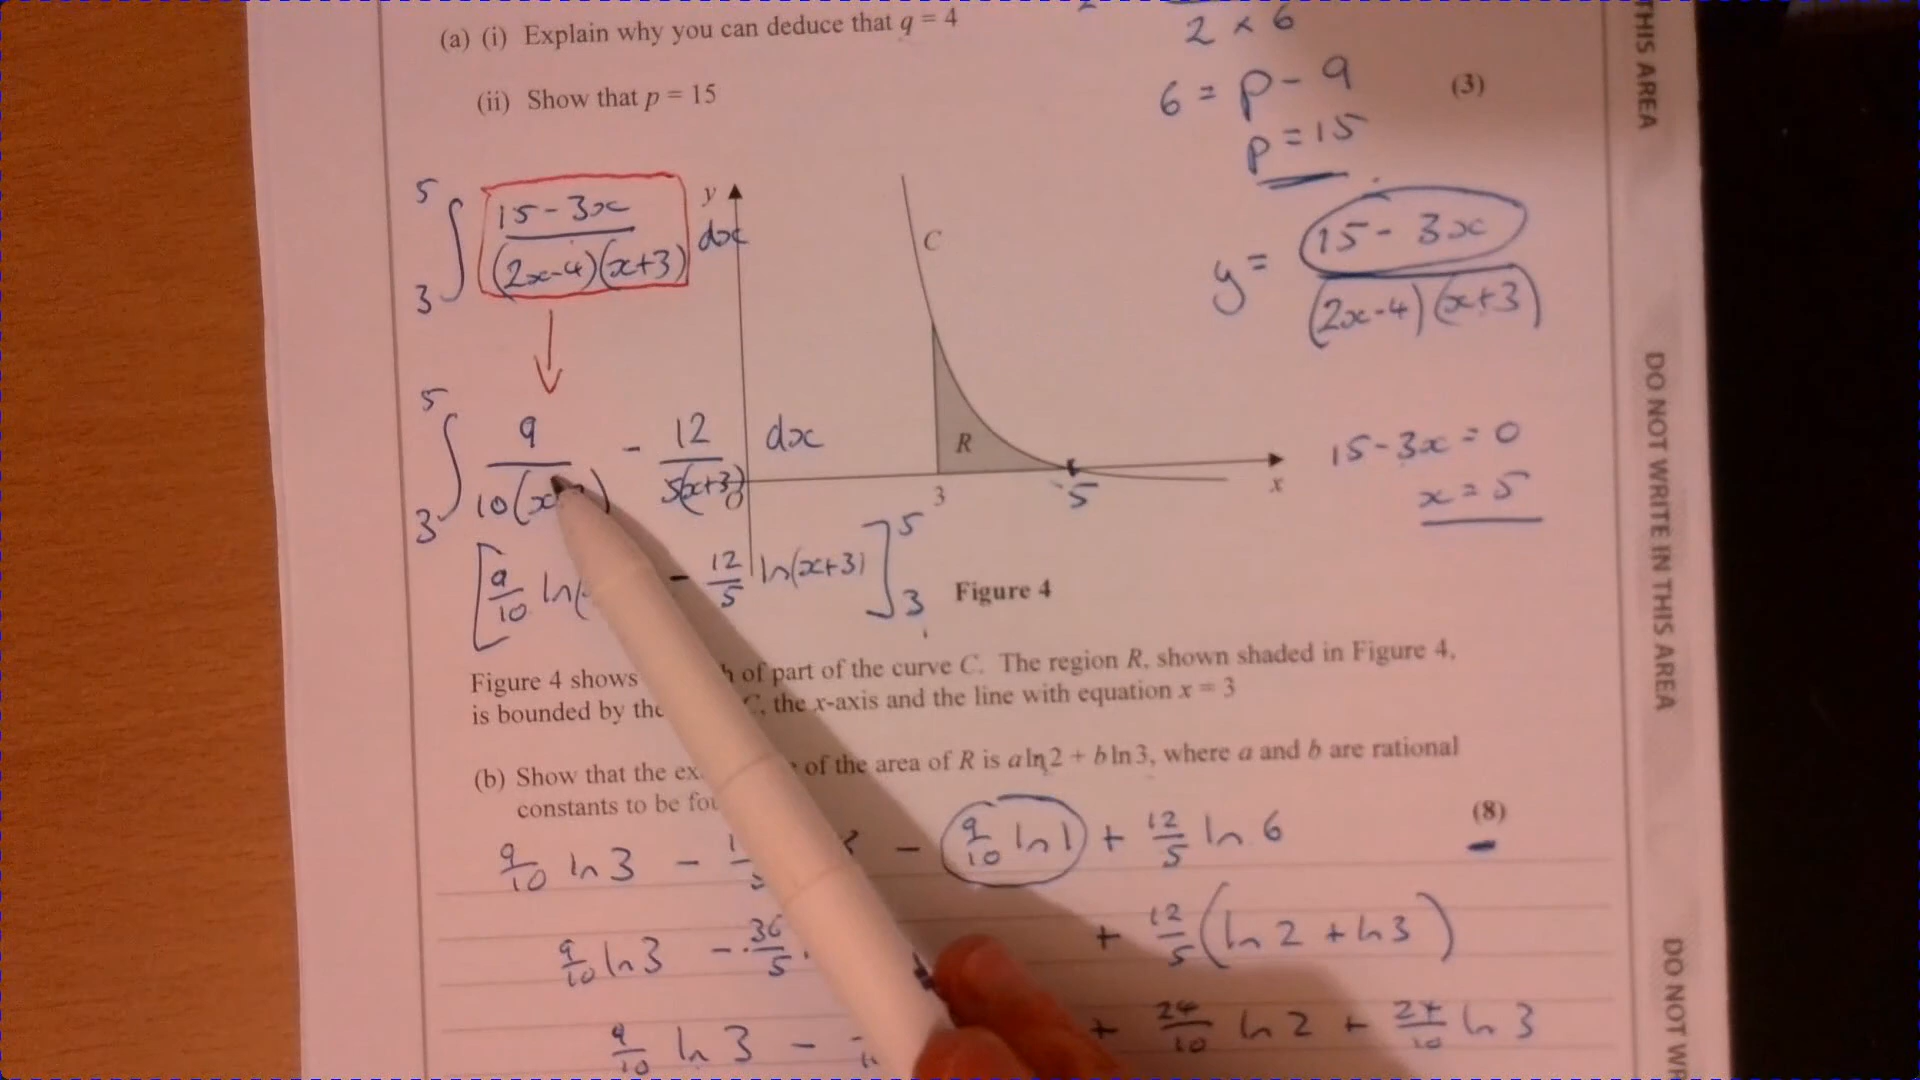 (a) (i) Explain why you can deduce that q = 4
2 × 6
(ii) Show that p = 15
6 = p - 9
(3)
p = 15
∫ 5 3 15 - 3x / (2x-4)(x+3) dx
y
C
y = 15 - 3x / (2x-4)(x+3)
∫ 5 3 9 / 10(x - 12 / 5(x+3) dx
R
15 - 3x = 0
3
5
x
x = 5
[ 9/10 ln( - 12/5 ln(x+3) ] 5 3
Figure 4
Figure 4 shows of part of the curve C. The region R, shown shaded in Figure 4,
is bounded by the C, the x-axis and the line with equation x = 3
(b) Show that the of the area of R is a ln 2 + b ln 3, where a and b are rational
constants to be
(8)
9/10 ln 3 - - 9/10 ln 1 + 12/5 ln 6
9/10 ln 3 - 36/5 + 12/5 (ln 2 + ln 3)
9/10 ln 3 - + 24/10 ln 2 + 24/10 ln 3
THIS AREA
DO NOT WRITE IN THIS AREA
DO NOT WR